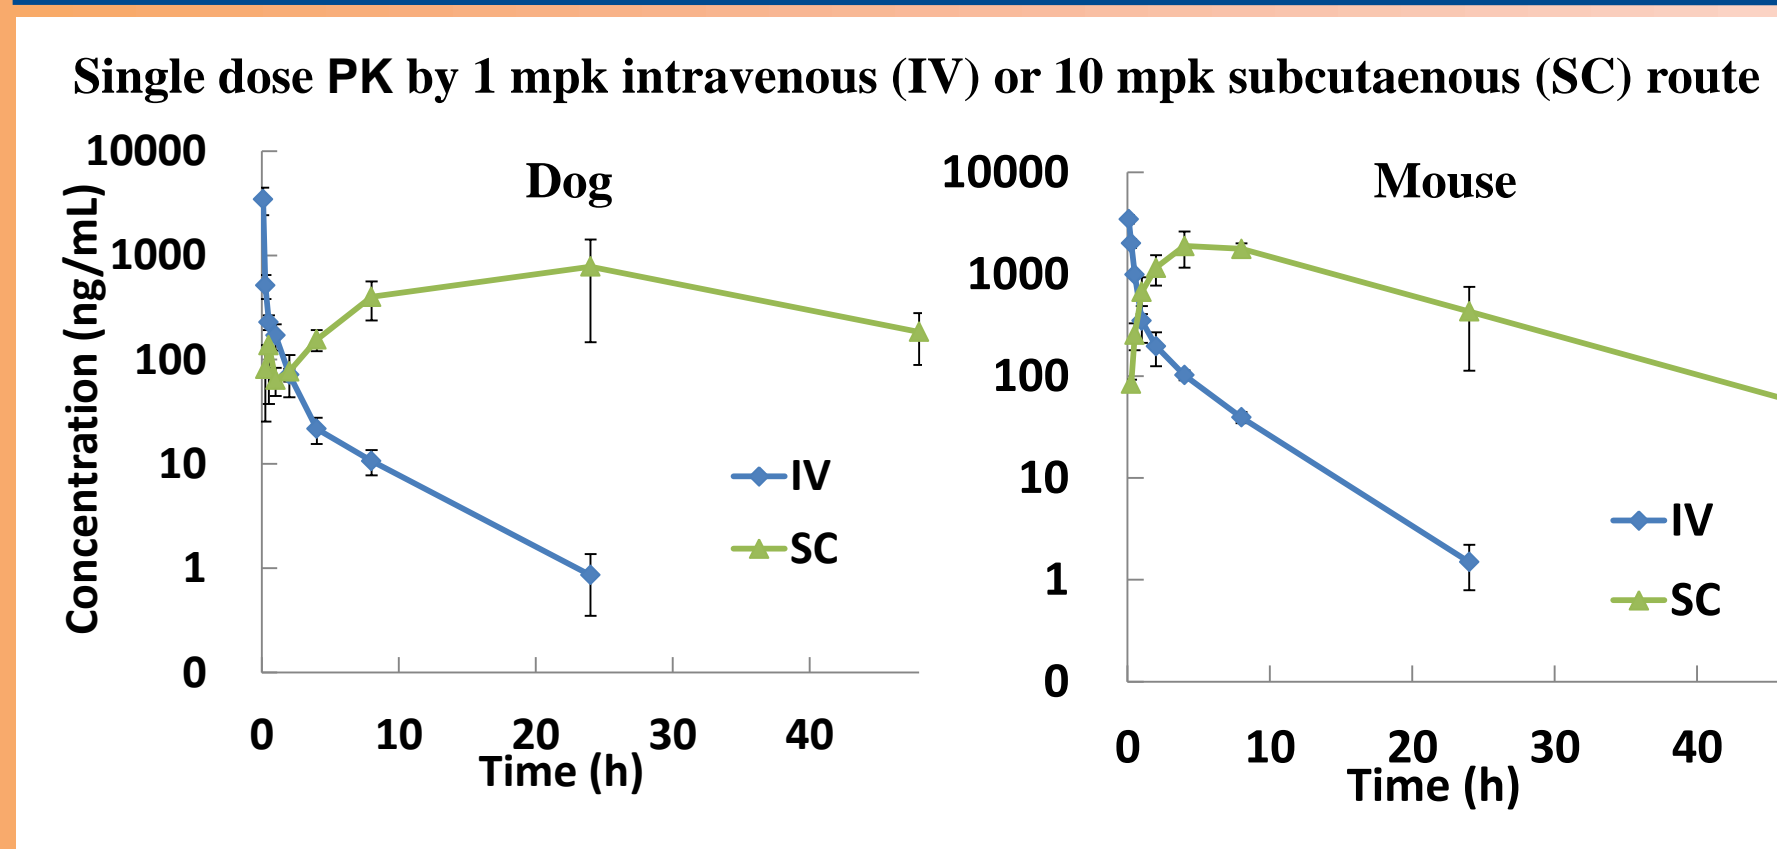 Single dose PK by 1 mpk intravenous (IV) or 10 mpk subcutaenous (SC) route
Dog
Concentration (ng/mL)
10000
1000
100
10
1
0
0 10 20 30 40
Time (h)
IV
SC
Mouse
10000
1000
100
10
1
0
0 10 20 30 40
Time (h)
IV
SC